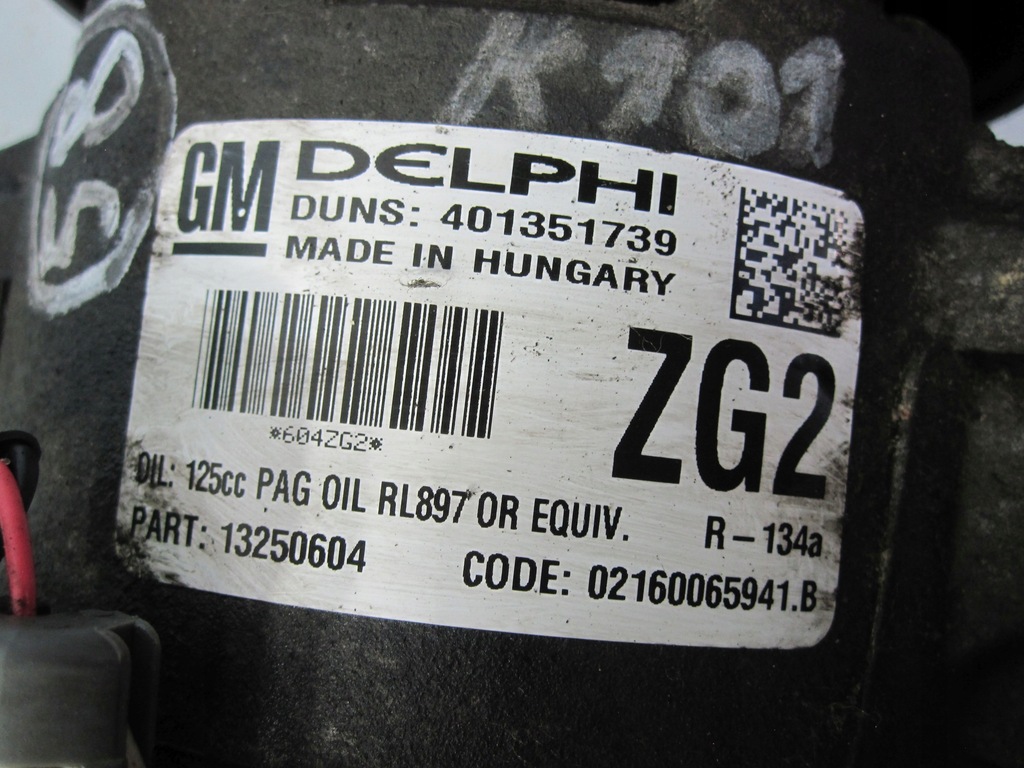 K101
58
GM DELPHI
DUNS: 401351739
MADE IN HUNGARY
*604ZG2*
ZG2
OIL: 125cc PAG OIL RL897 OR EQUIV. R-134a
PART: 13250604 CODE: 02160065941.B